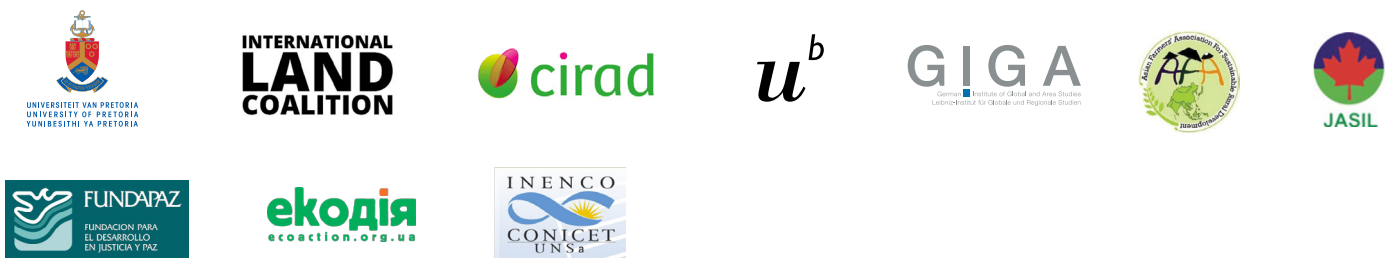 UNIVERSITEIT VAN PRETORIA
UNIVERSITY OF PRETORIA
YUNIBESITHI YA PRETORIA
INTERNATIONAL
LAND
COALITION
cirad
u b
GIGA
German Institute of Global and Area Studies
Leibniz-Institut für Globale und Regionale Studien
Asian Farmers' Association For Sustainable Rural Development
AFA
JASIL
FUNDAPAZ
FUNDACION PARA
EL DESARROLLO
EN JUSTICIA Y PAZ
екодія
ecoaction.org.ua
INENCO
CONICET
UNSa